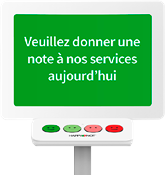 Veuillez donner une
note à nos services
aujourd'hui